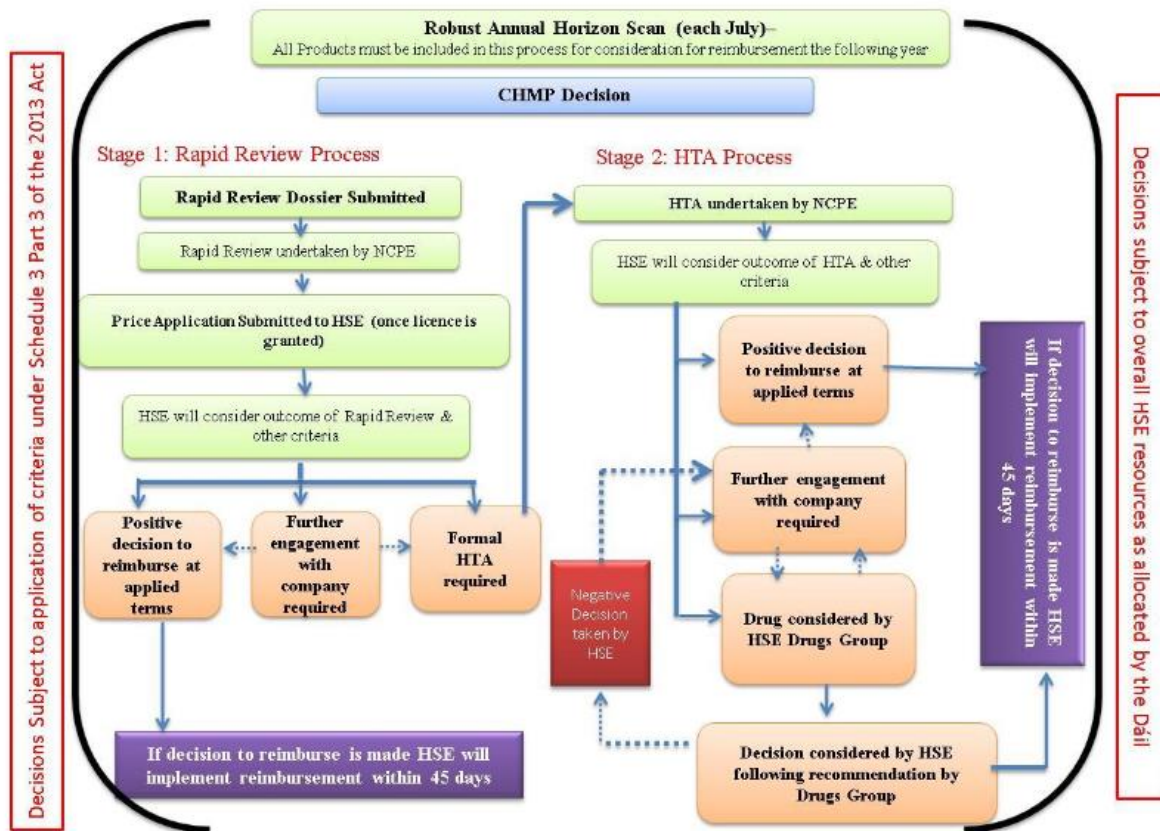 Robust Annual Horizon Scan (each July)–
All Products must be included in this process for consideration for reimbursement the following year
CHMP Decision
Decisions Subject to application of criteria under Schedule 3 Part 3 of the 2013 Act
Stage 1: Rapid Review Process
Rapid Review Dossier Submitted
Rapid Review undertaken by NCPE
Price Application Submitted to HSE (once licence is
granted)
HSE will consider outcome of Rapid Review &
other criteria
Positive
decision to
reimburse at
applied
terms
Further
engagement
with
company
required
Formal
HTA
required
If decision to reimburse is made HSE will
implement reimbursement within 45 days
Stage 2: HTA Process
HTA undertaken by NCPE
HSE will consider outcome of HTA & other
criteria
Positive decision
to reimburse at
applied terms
Further engagement
with company
required
Negative
Decision
taken by
HSE
Drug considered by
HSE Drugs Group
Decision considered by HSE
following recommendation by
Drugs Group
If decision to reimburse is made HSE
will implement reimbursement within
45 days
Decisions subject to overall HSE resources as allocated by the Dáil